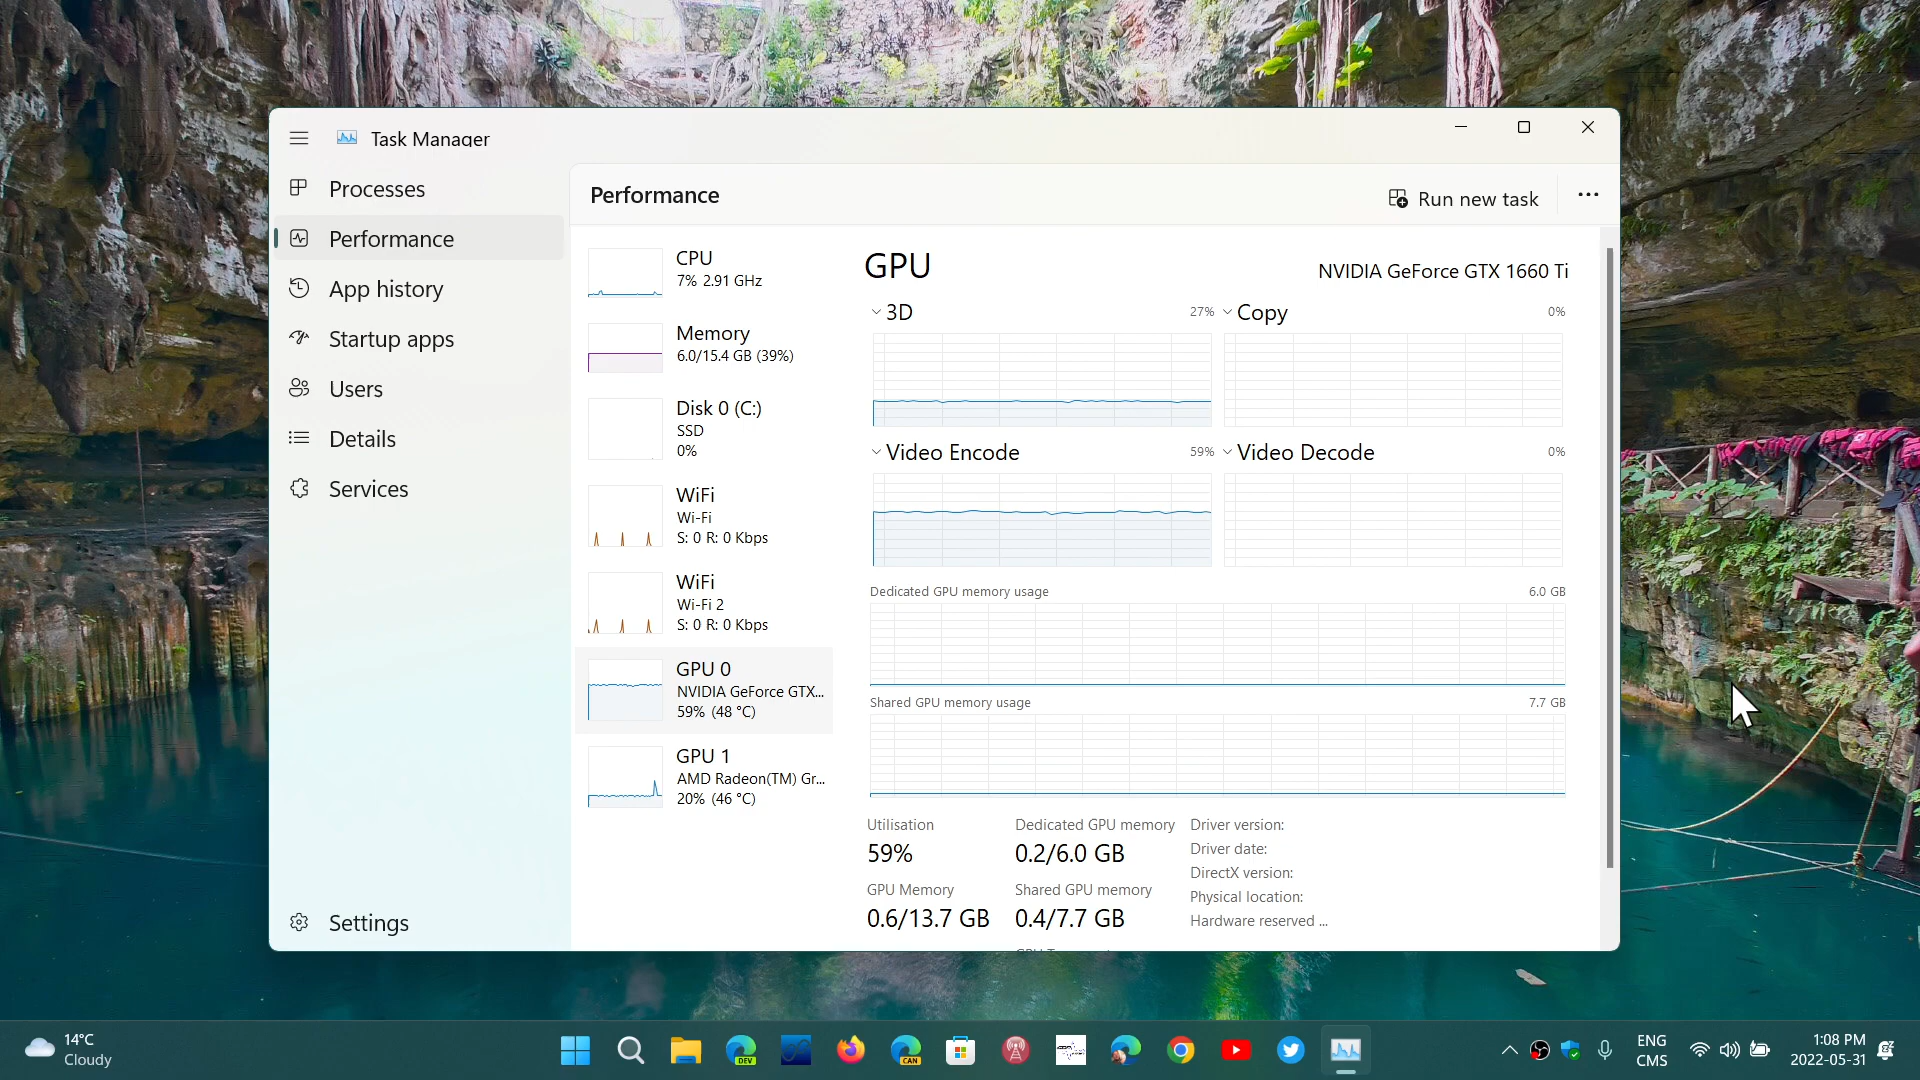 Task Manager
Processes
Performance
App history
Startup apps
Users
Details
Services
Settings
Performance
Run new task
CPU
7% 2.91 GHz
Memory
6.0/15.4 GB (39%)
Disk 0 (C:)
SSD
0%
WiFi
Wi-Fi
S: 0 R: 0 Kbps
WiFi
Wi-Fi 2
S: 0 R: 0 Kbps
GPU 0
NVIDIA GeForce GTX...
59% (48 °C)
GPU 1
AMD Radeon(TM) Gr...
20% (46 °C)
GPU
NVIDIA GeForce GTX 1660 Ti
3D 27%
Copy 0%
Video Encode 59%
Video Decode 0%
Dedicated GPU memory usage 6.0 GB
Shared GPU memory usage 7.7 GB
Utilisation
59%
Dedicated GPU memory
0.2/6.0 GB
GPU Memory
0.6/13.7 GB
Shared GPU memory
0.4/7.7 GB
Driver version:
Driver date:
DirectX version:
Physical location:
Hardware reserved ...
14°C
Cloudy
DEV
CAN
ENG
CMS
1:08 PM
2022-05-31